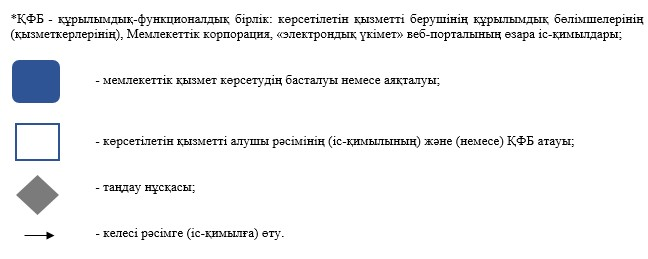 *ҚФБ - құрылымдық-функционалдық бірлік: көрсетілетін қызметті берушінің құрылымдық бөлімшелерінің
(қызметкерлерінің), Мемлекеттік корпорация, «электрондық үкімет» веб-порталының өзара іс-қимылдары;
- мемлекеттік қызмет көрсетудің басталуы немесе аяқталуы;
- көрсетілетін қызметті алушы рәсімінің (іс-қимылының) және (немесе) ҚФБ атауы;
- таңдау нұсқасы;
- келесі рәсімге (іс-қимылға) өту.